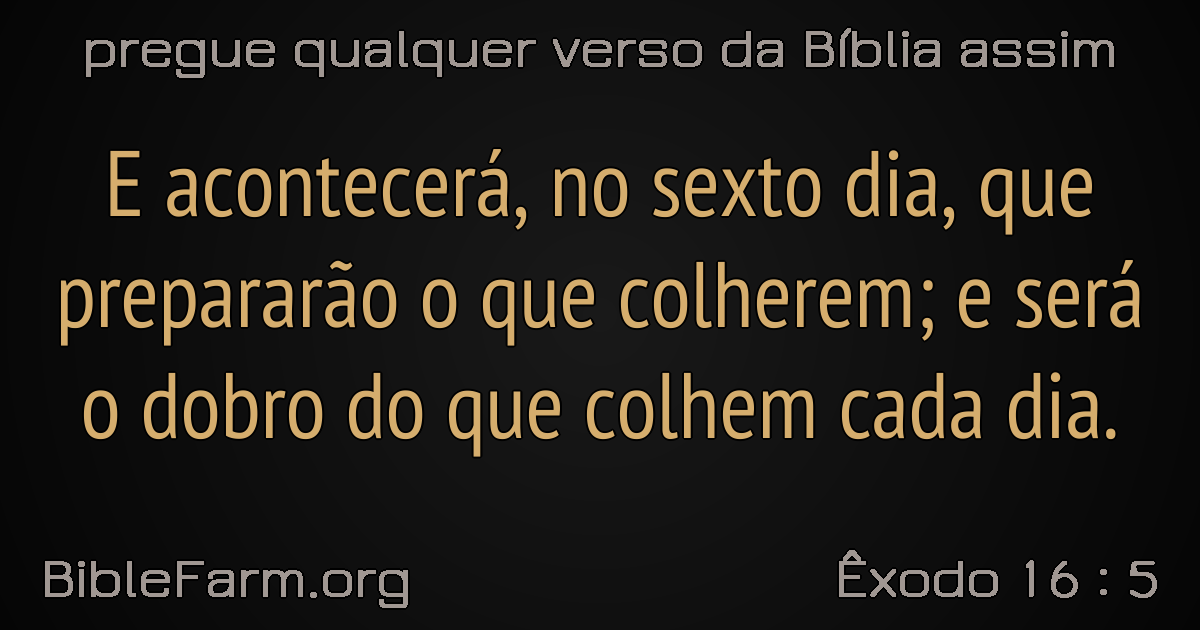 pregue qualquer verso da Bíblia assim
E acontecerá, no sexto dia, que
prepararão o que colherem; e será
o dobro do que colhem cada dia.
BibleFarm.org
Êxodo 16 : 5